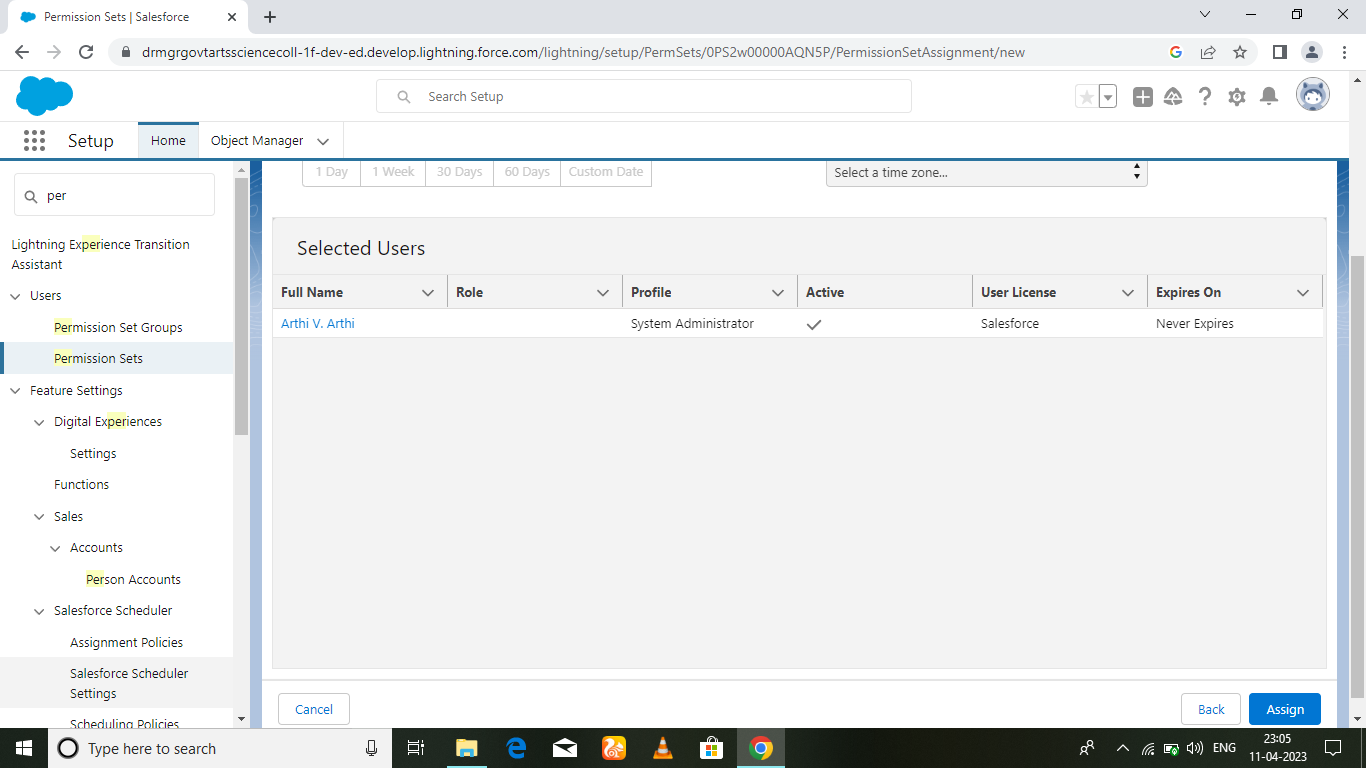 Permission Sets | Salesforce
drmgrgovtartssciencecoll-1f-dev-ed.develop.lightning.force.com/lightning/setup/PermSets/0PS2w00000AQN5P/PermissionSetAssignment/new
Search Setup
Setup
Home
Object Manager
per
Lightning Experience Transition
Assistant
Users
Permission Set Groups
Permission Sets
Feature Settings
Digital Experiences
Settings
Functions
Sales
Accounts
Person Accounts
Salesforce Scheduler
Assignment Policies
Salesforce Scheduler
Settings
Scheduling Policies
1 Day 1 Week 30 Days 60 Days Custom Date
Select a time zone...
Selected Users
Full Name Role Profile Active User License Expires On
Arthi V. Arthi System Administrator Salesforce Never Expires
Cancel Back Assign
Type here to search
ENG
23:05
11-04-2023